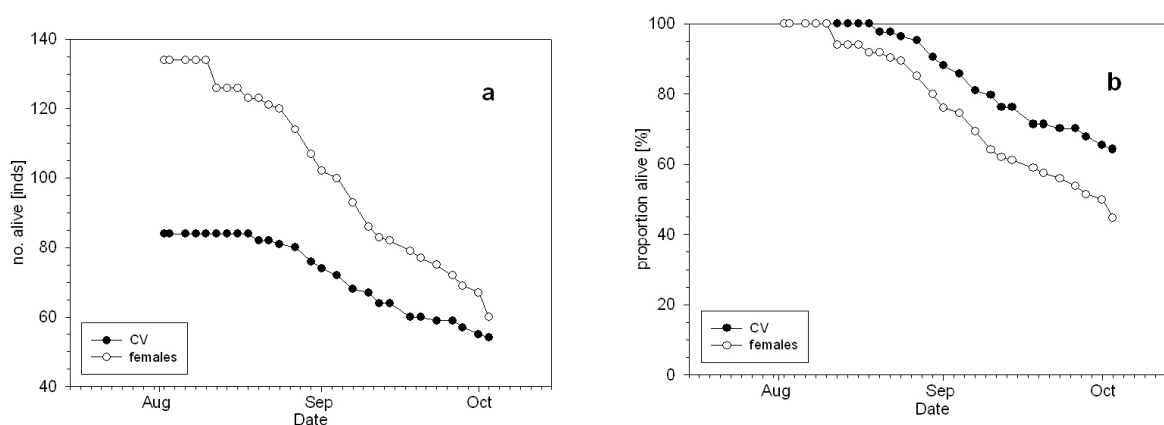 140
120
100
80
60
40
no. alive [inds]
a
CV
females
Aug
Sep
Oct
Date
100
80
60
40
20
0
proportion alive [%]
b
CV
females
Aug
Sep
Oct
Date